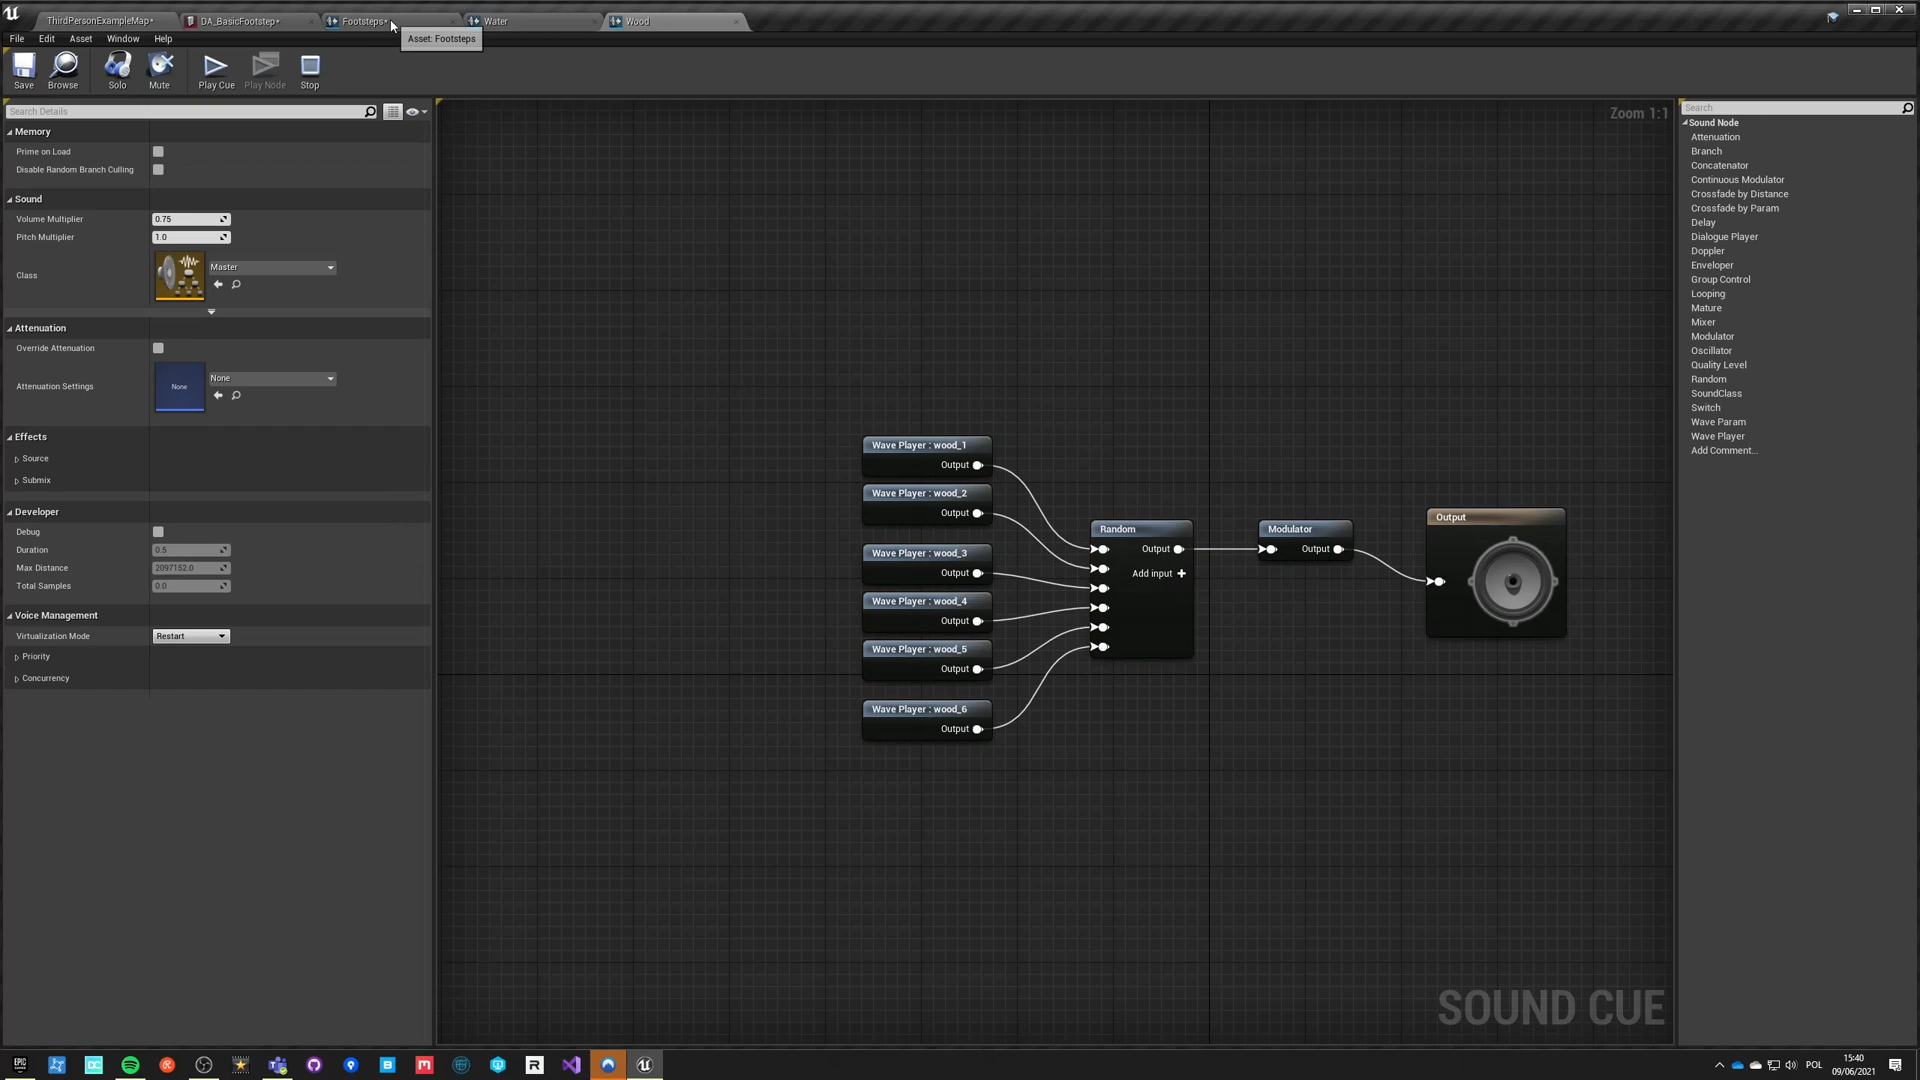 ThirdPersonExampleMap*
DA_BasicFootstep*
Footsteps*
Water
Wood
Asset: Footsteps
File Edit Asset Window Help
Save Browse Solo Mute Play Cue Play Node Stop
Search Details
Memory
Prime on Load
Disable Random Branch Culling
Sound
Volume Multiplier 0.75
Pitch Multiplier 1.0
Class Master
Attenuation
Override Attenuation
Attenuation Settings None None
Effects
Source
Submix
Developer
Debug
Duration 0.5
Max Distance 2097152.0
Total Samples 0.0
Voice Management
Virtualization Mode Restart
Priority
Concurrency
Zoom 1:1
Wave Player : wood_1
Output
Wave Player : wood_2
Output
Wave Player : wood_3
Output
Wave Player : wood_4
Output
Wave Player : wood_5
Output
Wave Player : wood_6
Output
Random
Output
Add input
Modulator
Output
Output
SOUND CUE
Search
Sound Node
Attenuation
Branch
Concatenator
Continuous Modulator
Crossfade by Distance
Crossfade by Param
Delay
Dialogue Player
Doppler
Enveloper
Group Control
Looping
Mature
Mixer
Modulator
Oscillator
Quality Level
Random
SoundClass
Switch
Wave Param
Wave Player
Add Comment...
EPIC GAMES
DC
B
M
R
POL
15:40
09/06/2021